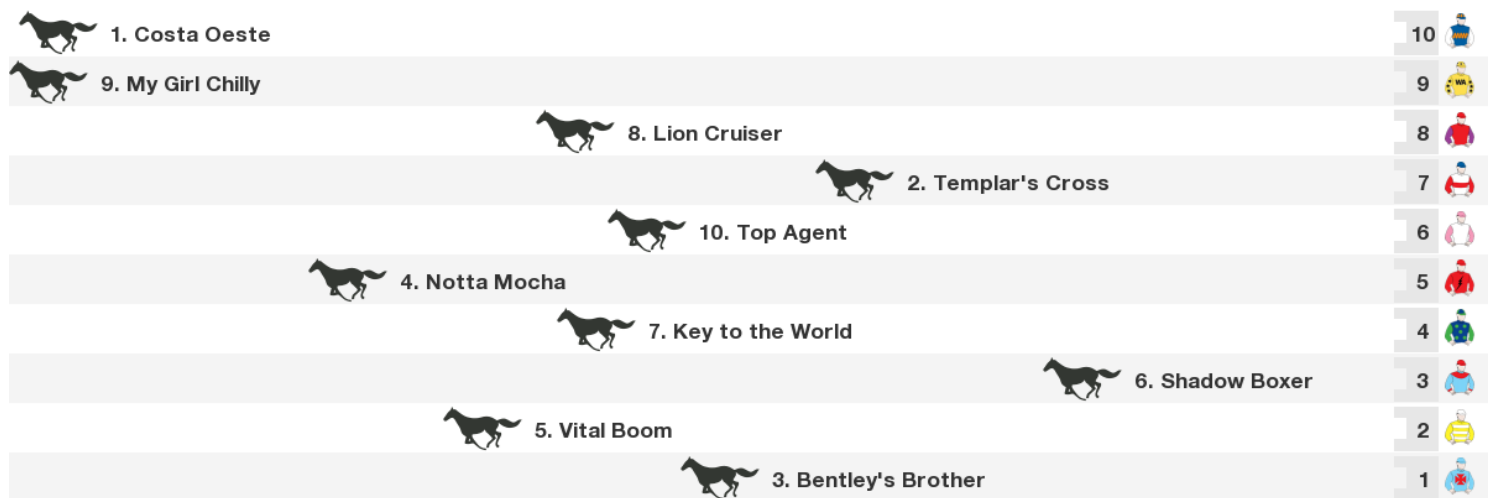 1. Costa Oeste 10
9. My Girl Chilly 9 WA
8. Lion Cruiser 8
2. Templar's Cross 7
10. Top Agent 6
4. Notta Mocha 5
7. Key to the World 4
6. Shadow Boxer 3
5. Vital Boom 2
3. Bentley's Brother 1